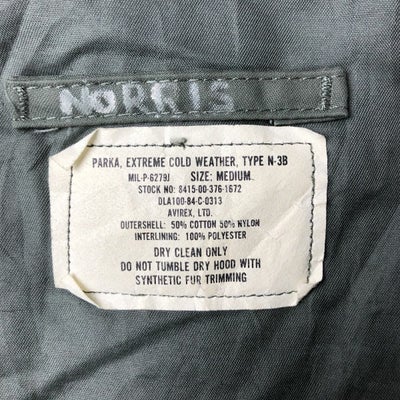 NORRIS
PARKA, EXTREME COLD WEATHER, TYPE N-3B
MIL-P-6279J SIZE: MEDIUM.
STOCK NO: 8415-00-376-1672
DLA100-84-C-0313
AVIREX, LTD.
OUTERSHELL: 50% COTTON 50% NYLON
INTERLINING: 100% POLYESTER
DRY CLEAN ONLY
DO NOT TUMBLE DRY HOOD WITH
SYNTHETIC FUR TRIMMING